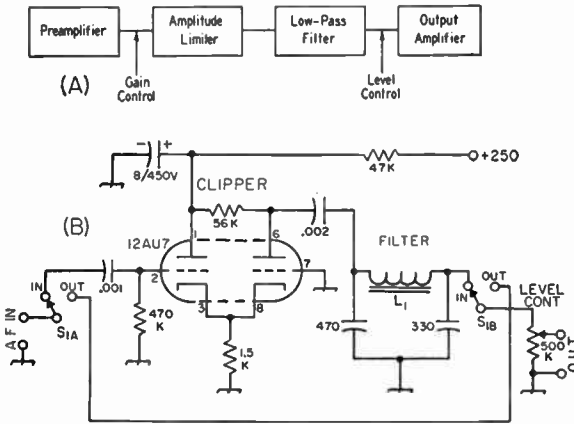 Preamplifier
Amplitude
Limiter
Low-Pass
Filter
Output
Amplifier
(A)
Gain
Control
Level
Control
- +
8/450V
47K
+250
CLIPPER
(B)
12AU7
1
56K
6
.002
FILTER
IN
OUT
.001
2
7
L1
IN
OUT
LEVEL
CONT
A F IN
S1A
470
K
3
8
1.5
K
470
330
S1B
500
K
OUT